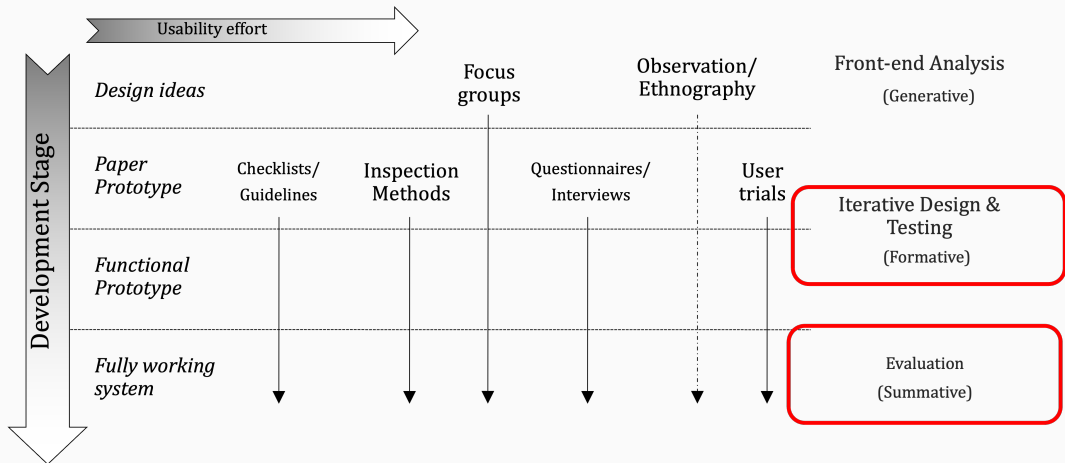 Usability effort
Development Stage
Design ideas
Focus
groups
Observation/
Ethnography
Front-end Analysis
(Generative)
Paper
Prototype
Checklists/
Guidelines
Inspection
Methods
Questionnaires/
Interviews
User
trials
Iterative Design &
Testing
(Formative)
Functional
Prototype
Fully working
system
Evaluation
(Summative)